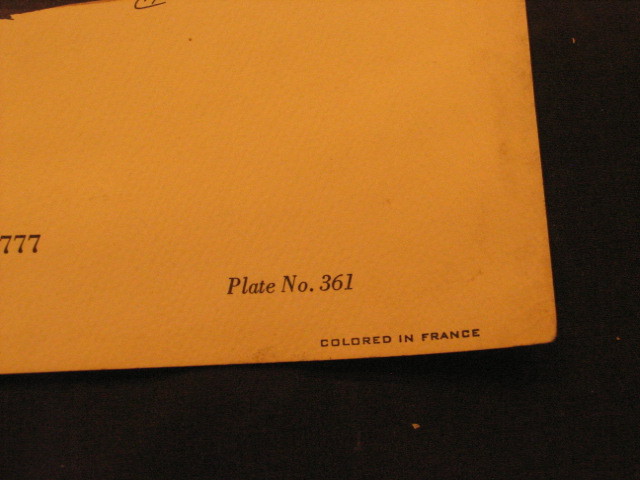 777
Plate No. 361
COLORED IN FRANCE